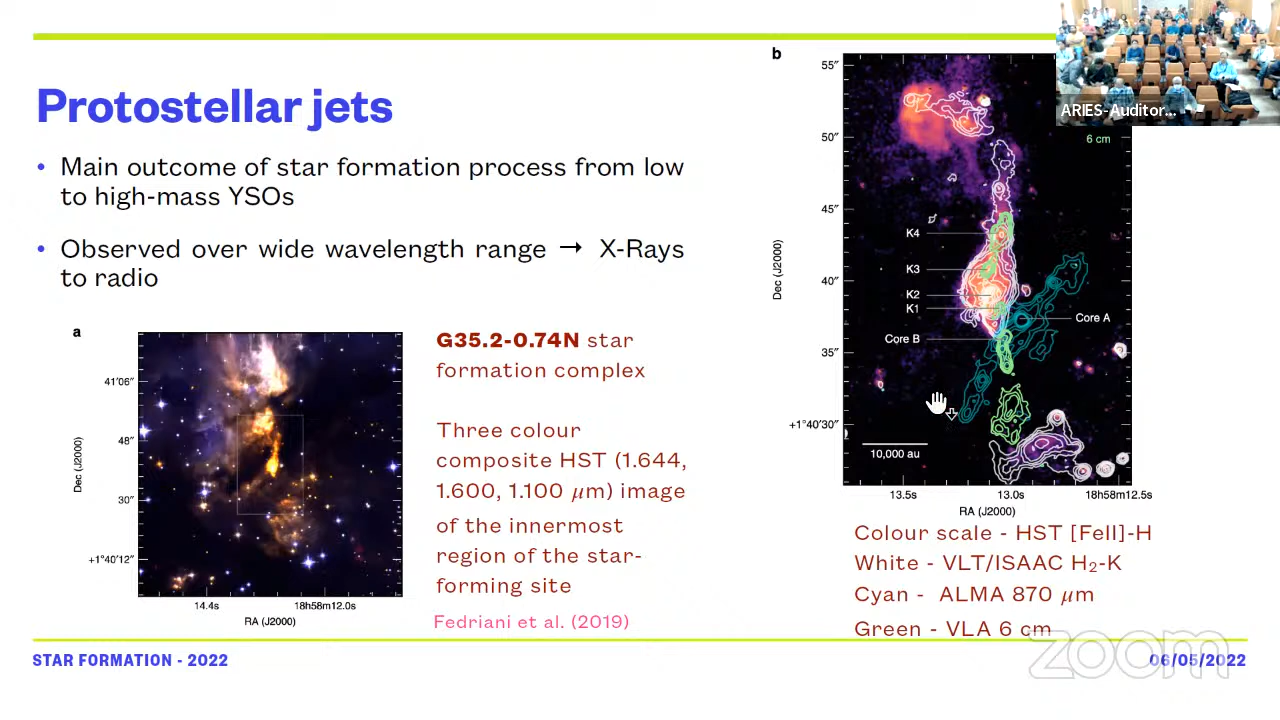 Protostellar jets
• Main outcome of star formation process from low
to high-mass YSOs
• Observed over wide wavelength range → X-Rays
to radio
a
41′06″
48″
30″
+1°40′12″
Dec (J2000)
14.4s
18h58m12.0s
RA (J2000)
G35.2-0.74N star
formation complex
Three colour
composite HST (1.644,
1.600, 1.100 μm) image
of the innermost
region of the star-
forming site
Fedriani et al. (2019)
b
55″
50″
45″
40″
35″
+1°40′30″
Dec (J2000)
6 cm
K4
K3
K2
K1
Core B
Core A
10,000 au
13.5s
13.0s
18h58m12.5s
RA (J2000)
Colour scale - HST [FeII]-H
White - VLT/ISAAC H₂-K
Cyan - ALMA 870 μm
Green - VLA 6 cm
ARIES-Auditor...
STAR FORMATION - 2022
06/05/2022
zoom